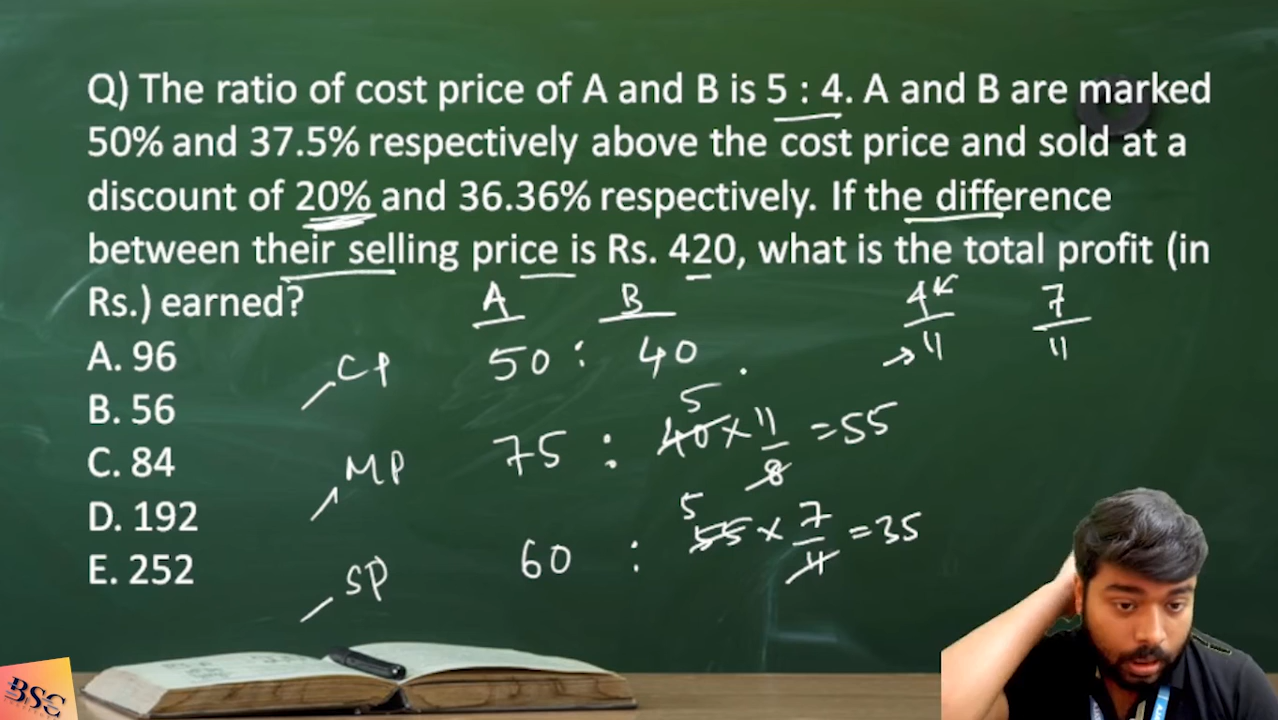 Q) The ratio of cost price of A and B is 5 : 4. A and B are marked
50% and 37.5% respectively above the cost price and sold at a
discount of 20% and 36.36% respectively. If the difference
between their selling price is Rs. 420, what is the total profit (in
Rs.) earned?
A. 96
B. 56
C. 84
D. 192
E. 252
A B
4 7
11 11
CP 50 : 40
5
MP 75 : 40 × 11/8 = 55
5
SP 60 : 55 × 7/11 = 35
BSC